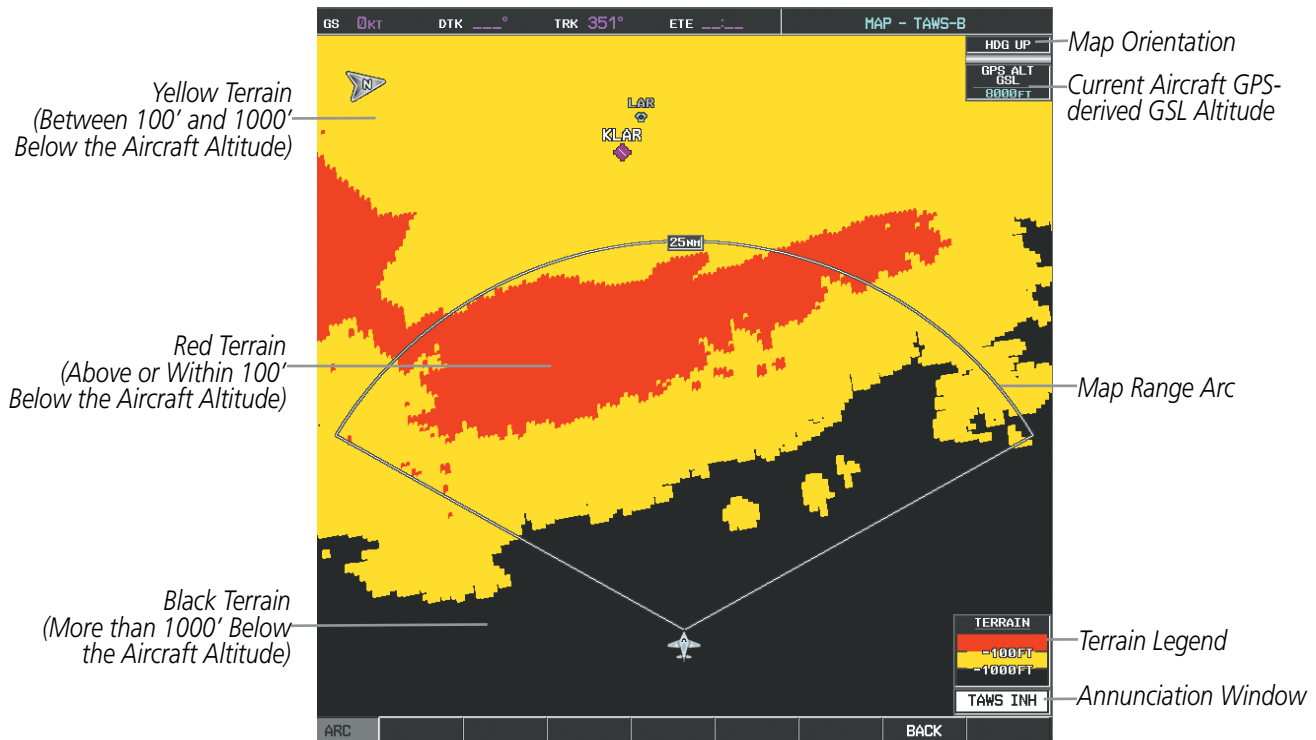 GS 0KT DTK ___° TRK 351° ETE __:__ MAP - TAWS-B
HDG UP
GPS ALT
GSL
8000FT
Map Orientation
Current Aircraft GPS-
derived GSL Altitude
Yellow Terrain
(Between 100’ and 1000’
Below the Aircraft Altitude)
N
LAR
KLAR
25NM
Red Terrain
(Above or Within 100’
Below the Aircraft Altitude)
Map Range Arc
Black Terrain
(More than 1000’ Below
the Aircraft Altitude)
TERRAIN
-100FT
-1000FT
Terrain Legend
TAWS INH
Annunciation Window
ARC BACK